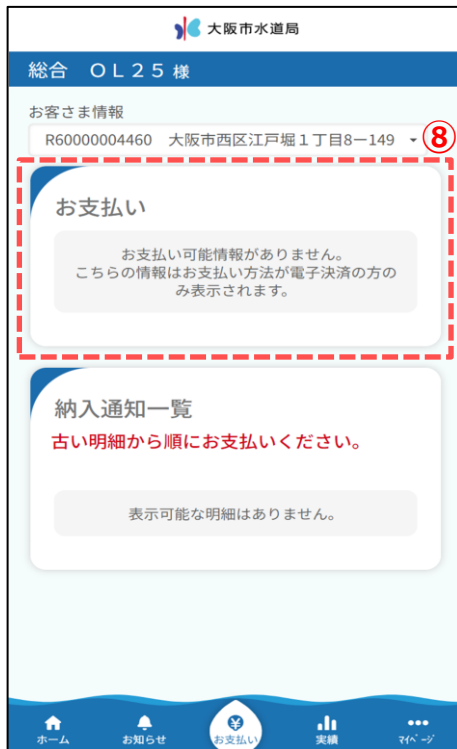 大阪市水道局
総合 ＯＬ２５ 様
お客さま情報
R60000004460 大阪市西区江戸堀１丁目8ー149
⑧
お支払い
お支払い可能情報がありません。
こちらの情報はお支払い方法が電子決済の方の
み表示されます。
納入通知一覧
古い明細から順にお支払いください。
表示可能な明細はありません。
ホーム お知らせ お支払い 実績 ﾏｲﾍﾟｰｼﾞ